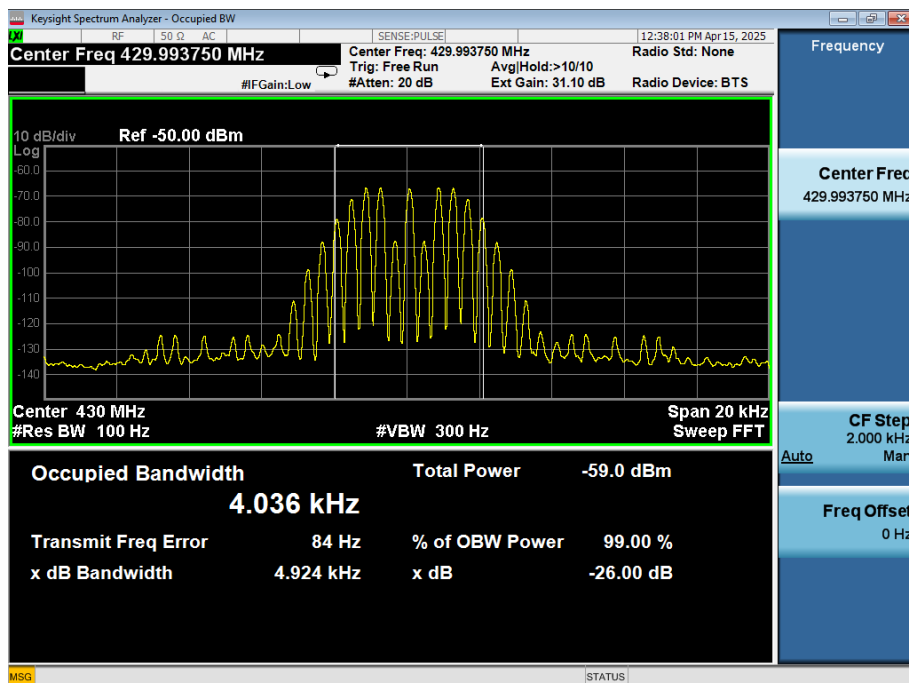 Keysight Spectrum Analyzer - Occupied BW
LXI RF 50 Ω AC SENSE:PULSE 12:38:01 PM Apr 15, 2025
Center Freq 429.993750 MHz
Center Freq: 429.993750 MHz Radio Std: None
Trig: Free Run Avg|Hold:>10/10
#IFGain:Low #Atten: 20 dB Ext Gain: 31.10 dB Radio Device: BTS
10 dB/div Ref -50.00 dBm
Log
-60.0
-70.0
-80.0
-90.0
-100
-110
-120
-130
-140
Center 430 MHz Span 20 kHz
#Res BW 100 Hz #VBW 300 Hz Sweep FFT
Occupied Bandwidth Total Power -59.0 dBm
4.036 kHz
Transmit Freq Error 84 Hz % of OBW Power 99.00 %
x dB Bandwidth 4.924 kHz x dB -26.00 dB
MSG STATUS
Frequency
Center Freq
429.993750 MHz
CF Step
2.000 kHz
Auto Man
Freq Offset
0 Hz